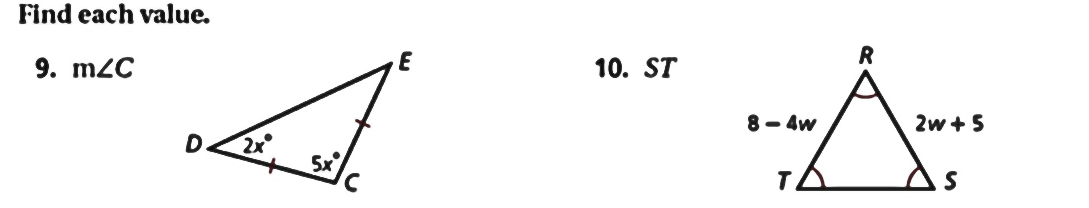 Find each value.
9. m∠C
E
D
2x°
5x°
C
10. ST
R
8 – 4w
2w + 5
T
S